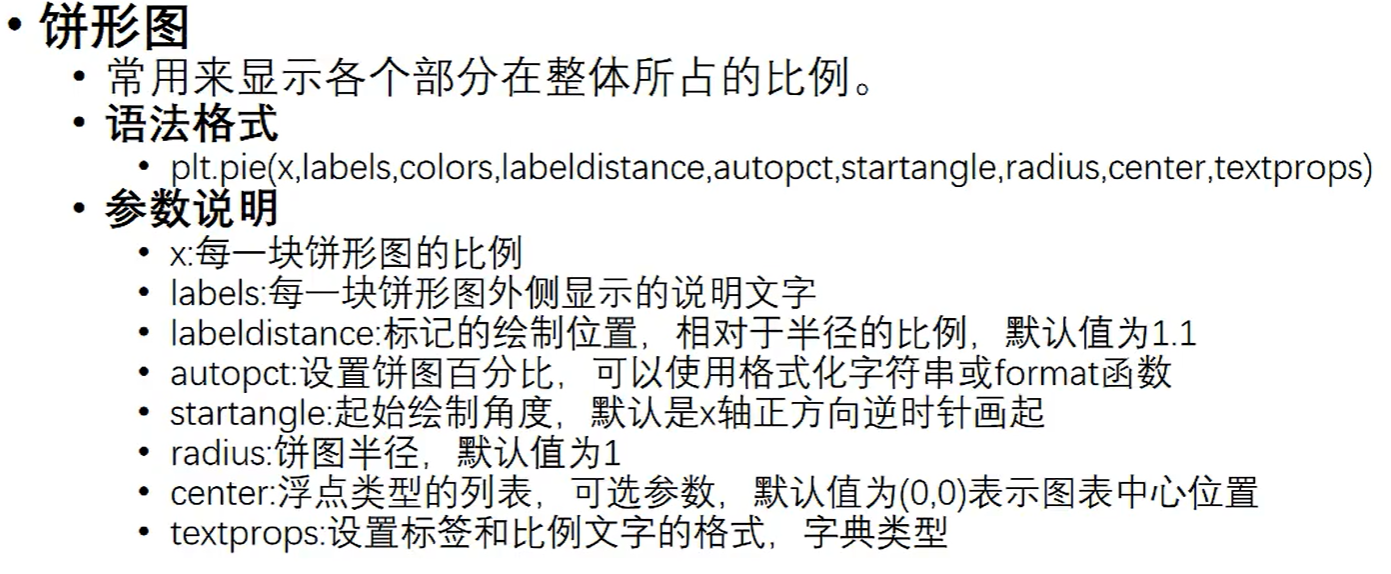 • 饼形图
• 常用来显示各个部分在整体所占的比例。
• 语法格式
• plt.pie(x,labels,colors,labeldistance,autopct,startangle,radius,center,textprops)
• 参数说明
• x:每一块饼形图的比例
• labels:每一块饼形图外侧显示的说明文字
• labeldistance:标记的绘制位置，相对于半径的比例，默认值为1.1
• autopct:设置饼图百分比，可以使用格式化字符串或format函数
• startangle:起始绘制角度，默认是x轴正方向逆时针画起
• radius:饼图半径，默认值为1
• center:浮点类型的列表，可选参数，默认值为(0,0)表示图表中心位置
• textprops:设置标签和比例文字的格式，字典类型